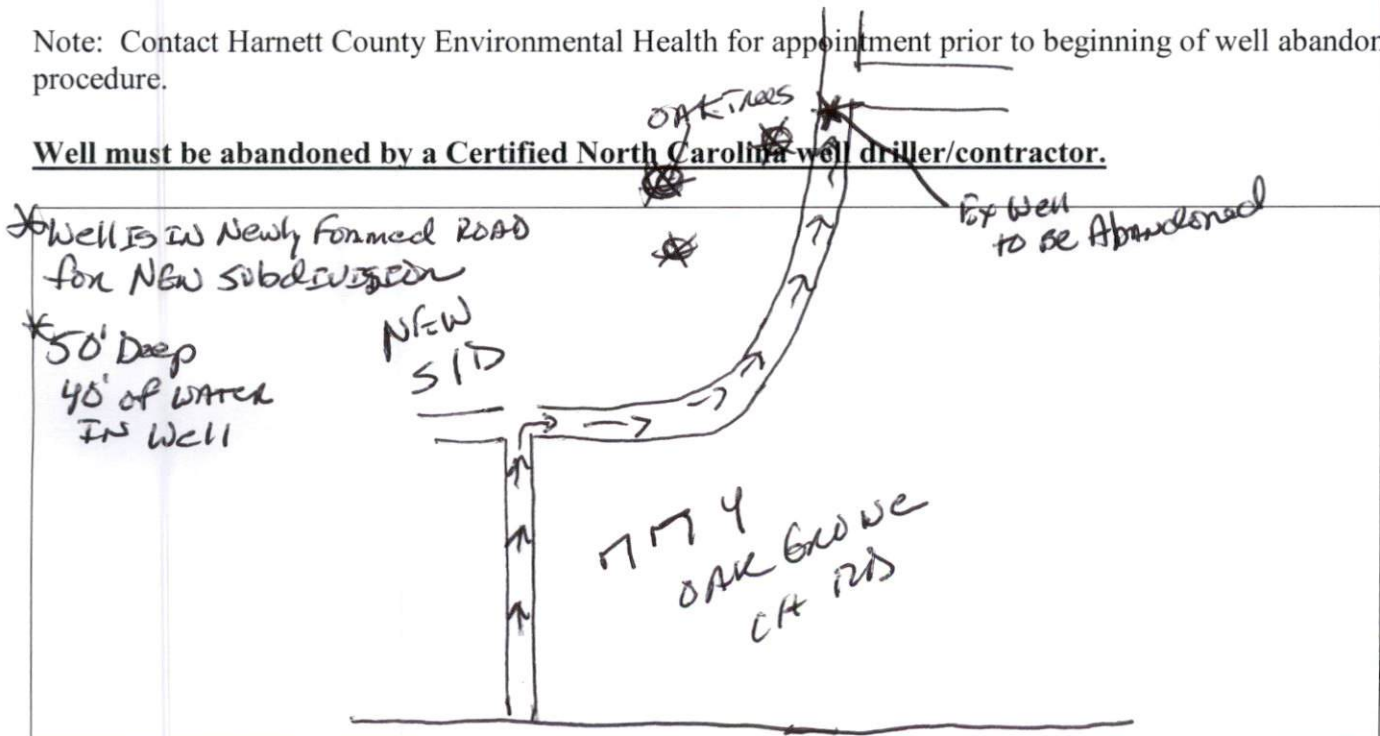 Note: Contact Harnett County Environmental Health for appointment prior to beginning of well abandon
procedure.
OAK Trees
Well must be abandoned by a Certified North Carolina well driller/contractor.
*Well IS IN Newly Formed ROAD
for NEW SubdIVISION
Ex Well
to Be Abandoned
*50' Deep
40' of WATER
IN Well
NEW
S/D
OAK GROVE
CH RD